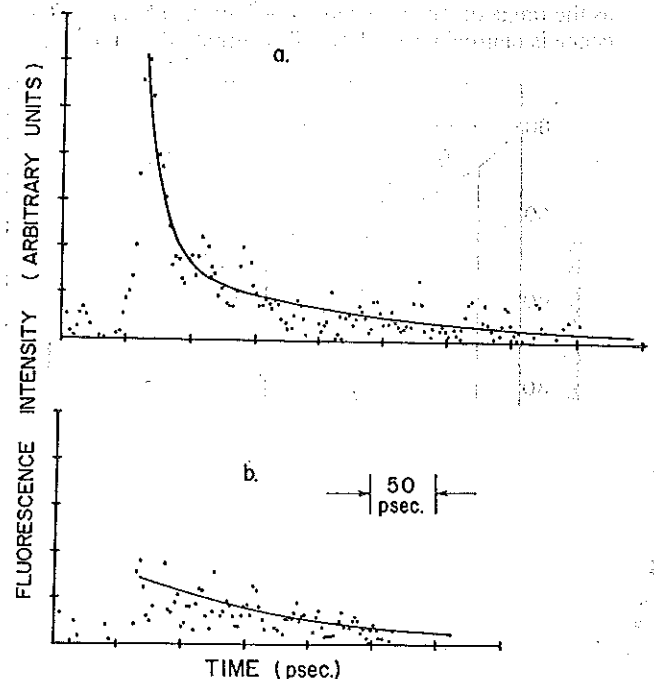 a.
FLUORESCENCE INTENSITY (ARBITRARY UNITS)
b.
50
psec.
TIME (psec.)